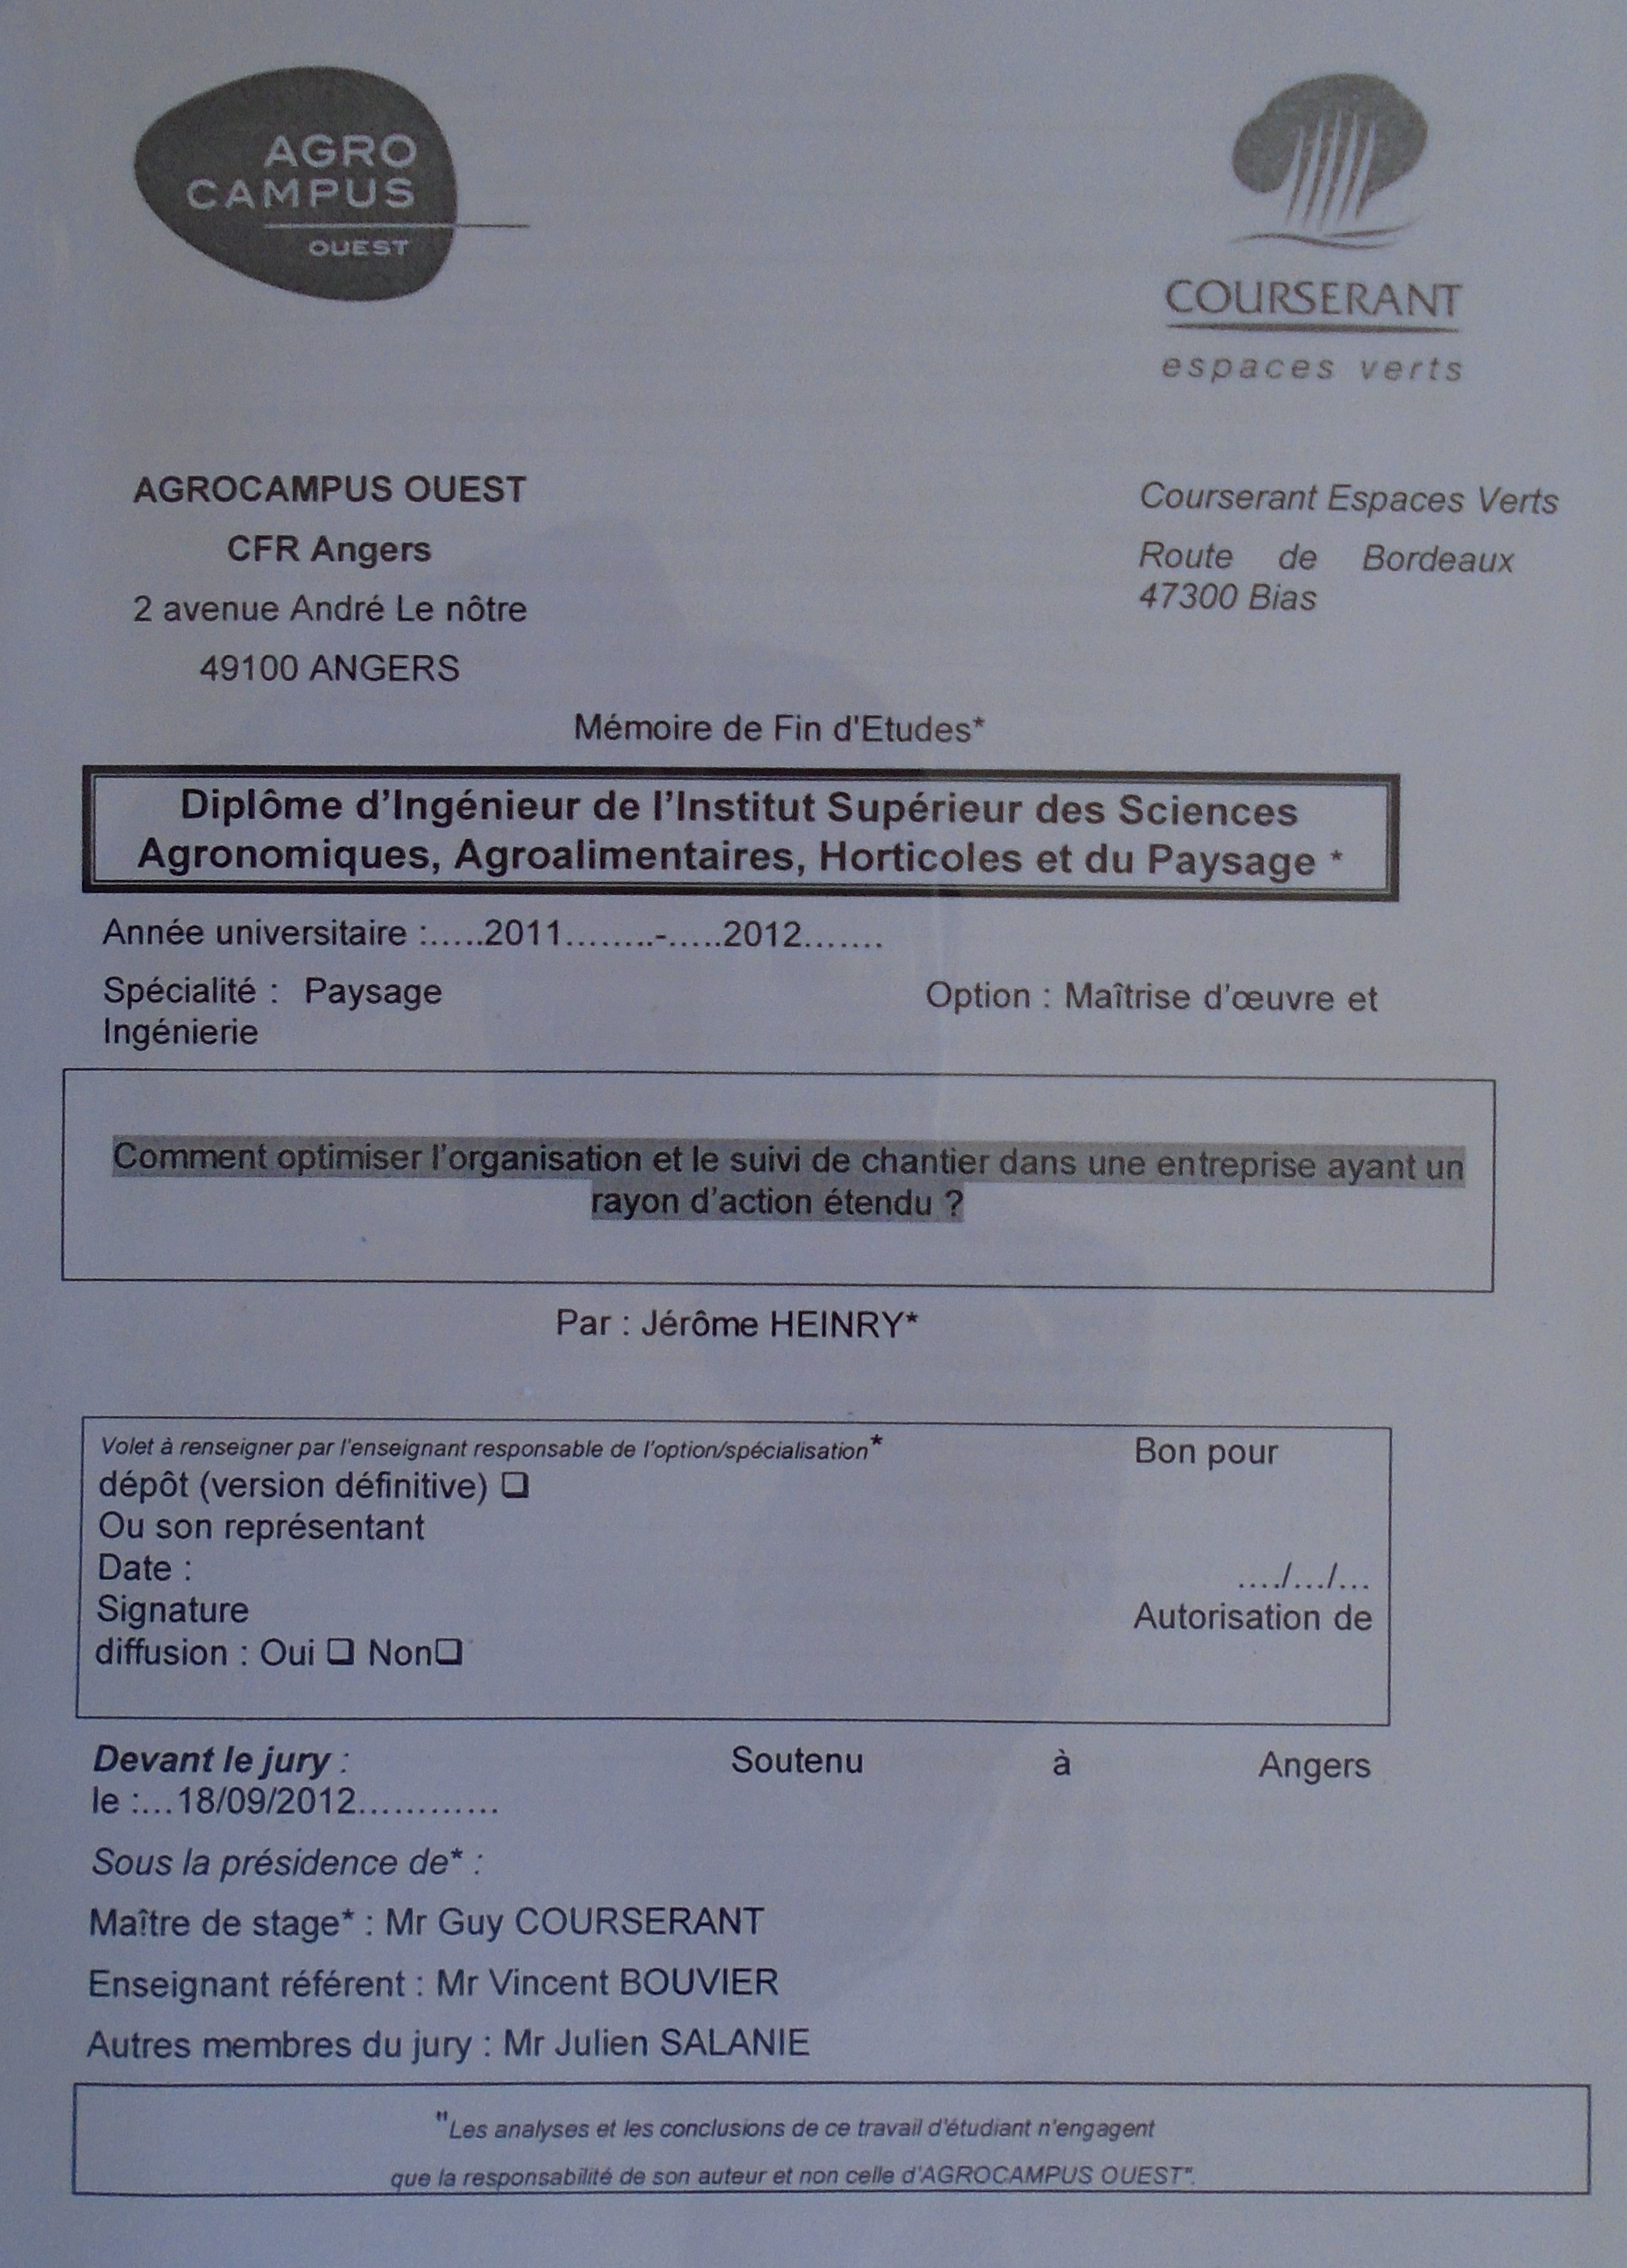 AGRO
CAMPUS
OUEST
COURSERANT
espaces verts
AGROCAMPUS OUEST
CFR Angers
2 avenue André Le nôtre
49100 ANGERS
Courserant Espaces Verts
Route de Bordeaux
47300 Bias
Mémoire de Fin d'Etudes*
Diplôme d’Ingénieur de l’Institut Supérieur des Sciences
Agronomiques, Agroalimentaires, Horticoles et du Paysage *
Année universitaire :.....2011........-.....2012.......
Spécialité : Paysage Option : Maîtrise d’œuvre et
Ingénierie
Comment optimiser l’organisation et le suivi de chantier dans une entreprise ayant un
rayon d’action étendu ?
Par : Jérôme HEINRY*
Volet à renseigner par l’enseignant responsable de l’option/spécialisation* Bon pour
dépôt (version définitive) ❏
Ou son représentant
Date : ..../.../...
Signature Autorisation de
diffusion : Oui ❏ Non❏
Devant le jury : Soutenu à Angers
le :...18/09/2012............
Sous la présidence de* :
Maître de stage* : Mr Guy COURSERANT
Enseignant référent : Mr Vincent BOUVIER
Autres membres du jury : Mr Julien SALANIE
"Les analyses et les conclusions de ce travail d'étudiant n'engagent
que la responsabilité de son auteur et non celle d'AGROCAMPUS OUEST".